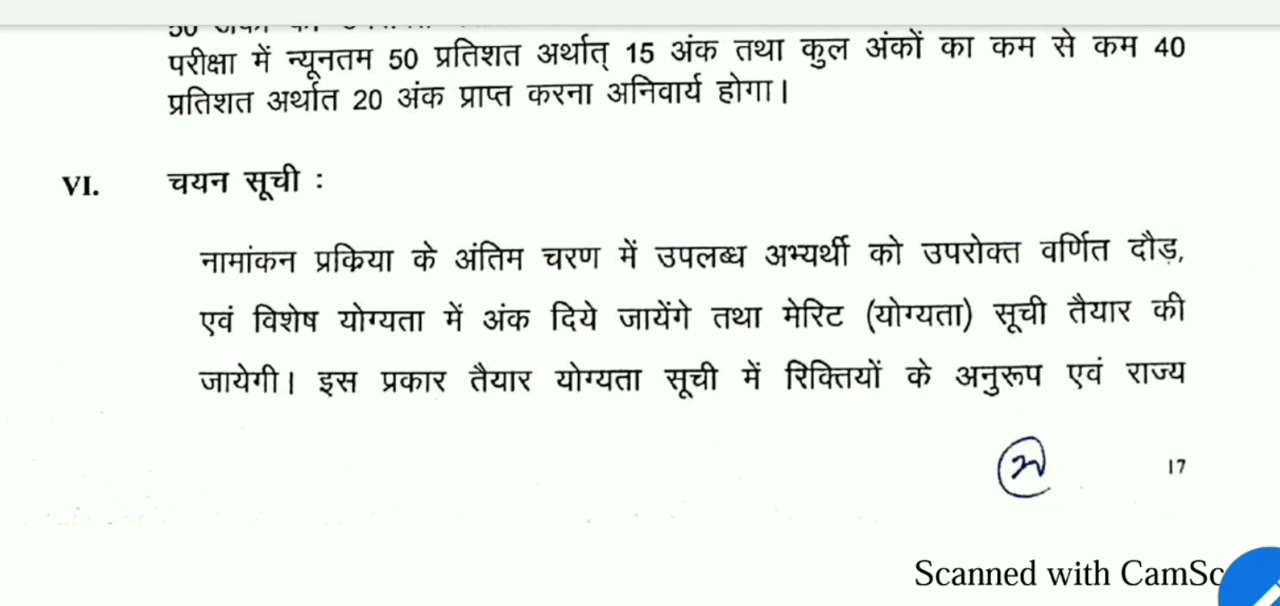 परीक्षा में न्यूनतम 50 प्रतिशत अर्थात् 15 अंक तथा कुल अंकों का कम से कम 40
प्रतिशत अर्थात 20 अंक प्राप्त करना अनिवार्य होगा।
VI. चयन सूची :
नामांकन प्रक्रिया के अंतिम चरण में उपलब्ध अभ्यर्थी को उपरोक्त वर्णित दौड़,
एवं विशेष योग्यता में अंक दिये जायेंगे तथा मेरिट (योग्यता) सूची तैयार की
जायेगी। इस प्रकार तैयार योग्यता सूची में रिक्तियों के अनुरूप एवं राज्य
17
Scanned with CamSc